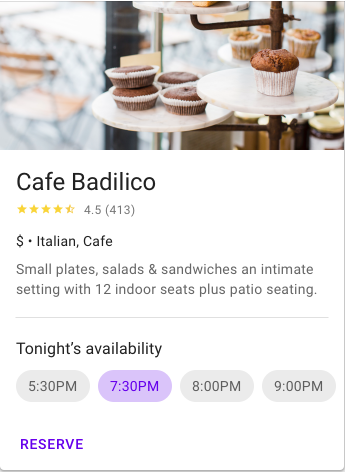 Cafe Badilico
4.5 (413)
$ • Italian, Cafe
Small plates, salads & sandwiches an intimate
setting with 12 indoor seats plus patio seating.
Tonight’s availability
5:30PM 7:30PM 8:00PM 9:00PM
RESERVE